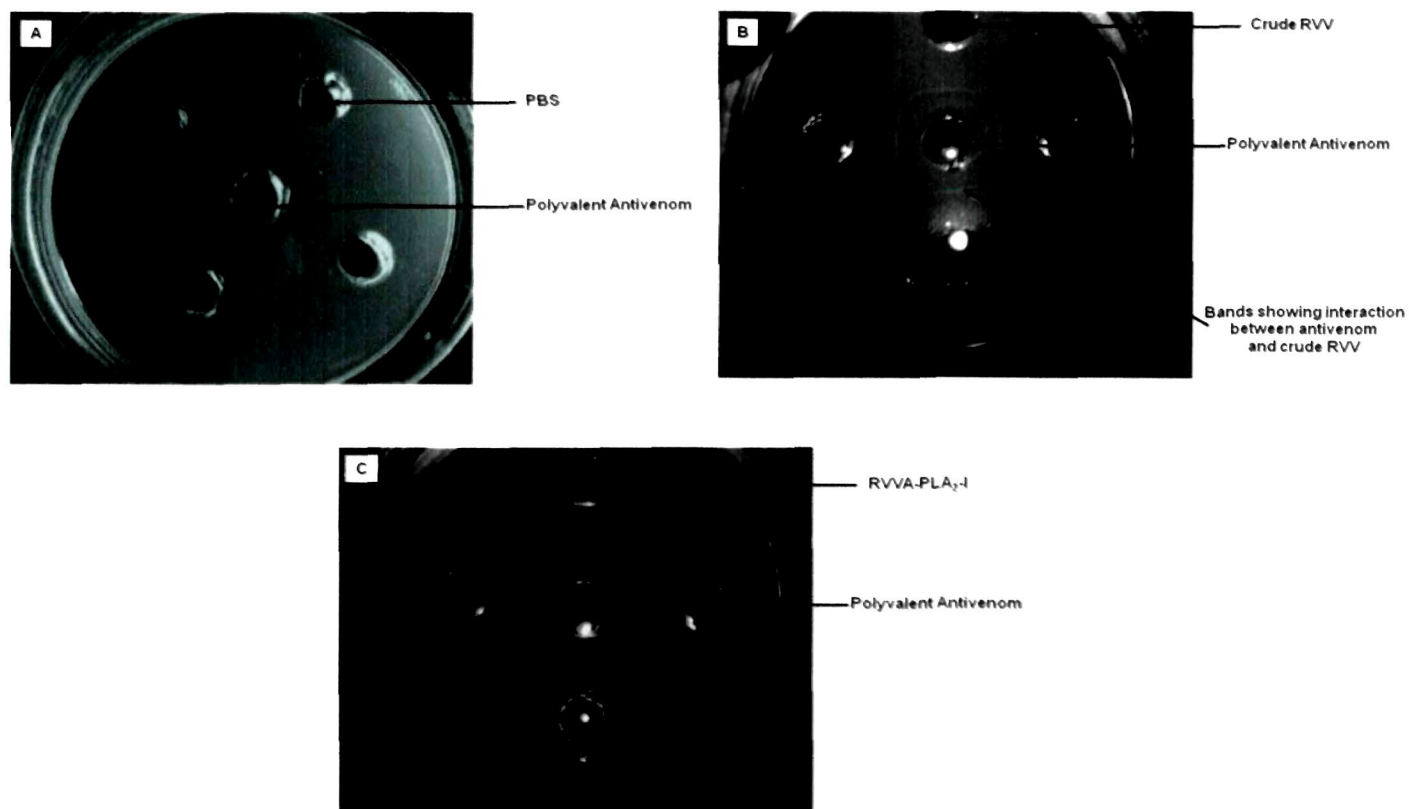 A
PBS
Polyvalent Antivenom
B
Crude RVV
Polyvalent Antivenom
Bands showing interaction
between antivenom
and crude RVV
C
RVVA-PLA₂-I
Polyvalent Antivenom